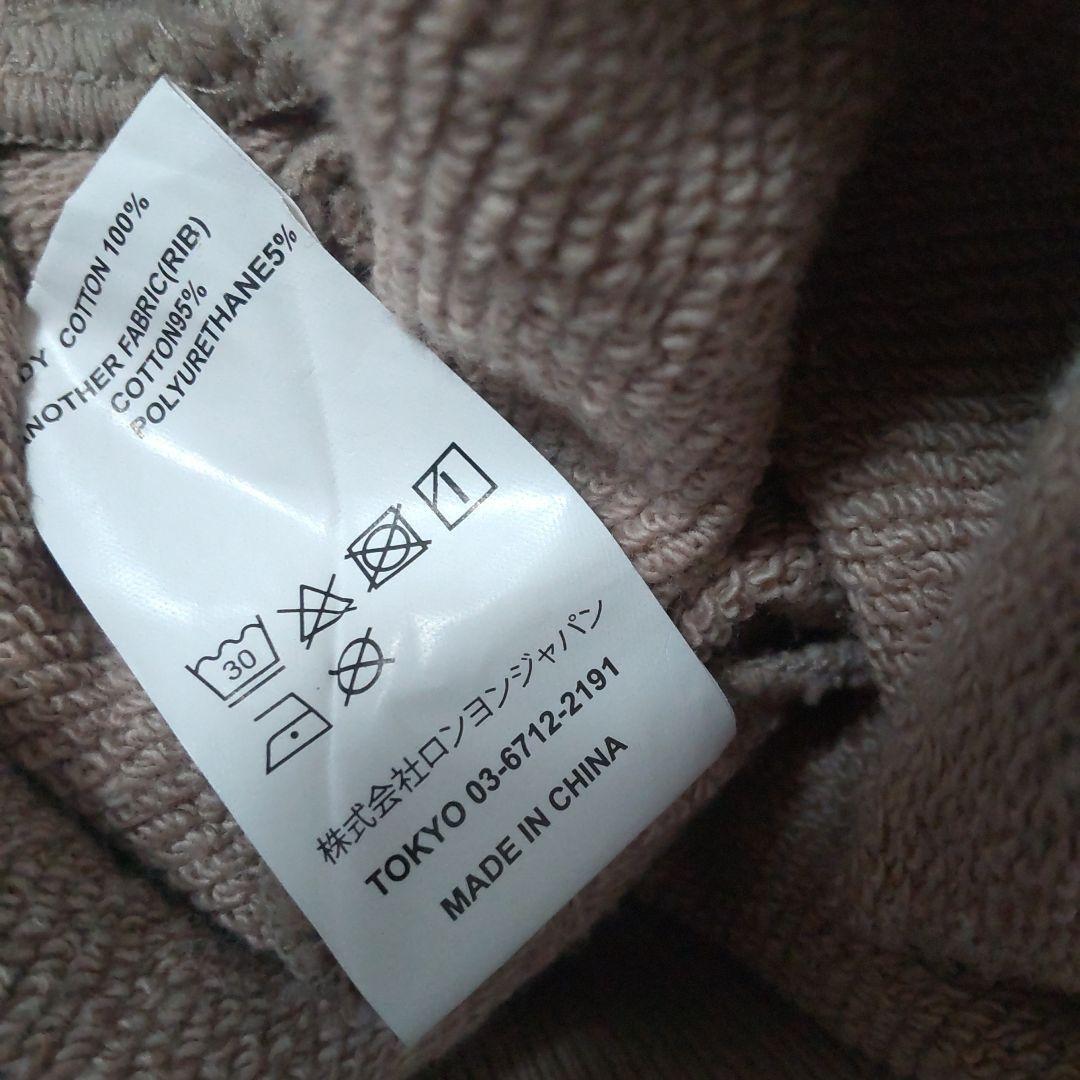 COTTON 100%
ANOTHER FABRIC(RIB)
COTTON95%
POLYURETHANE5%
30
株式会社ロンヨンジャパン
TOKYO 03-6712-2191
MADE IN CHINA